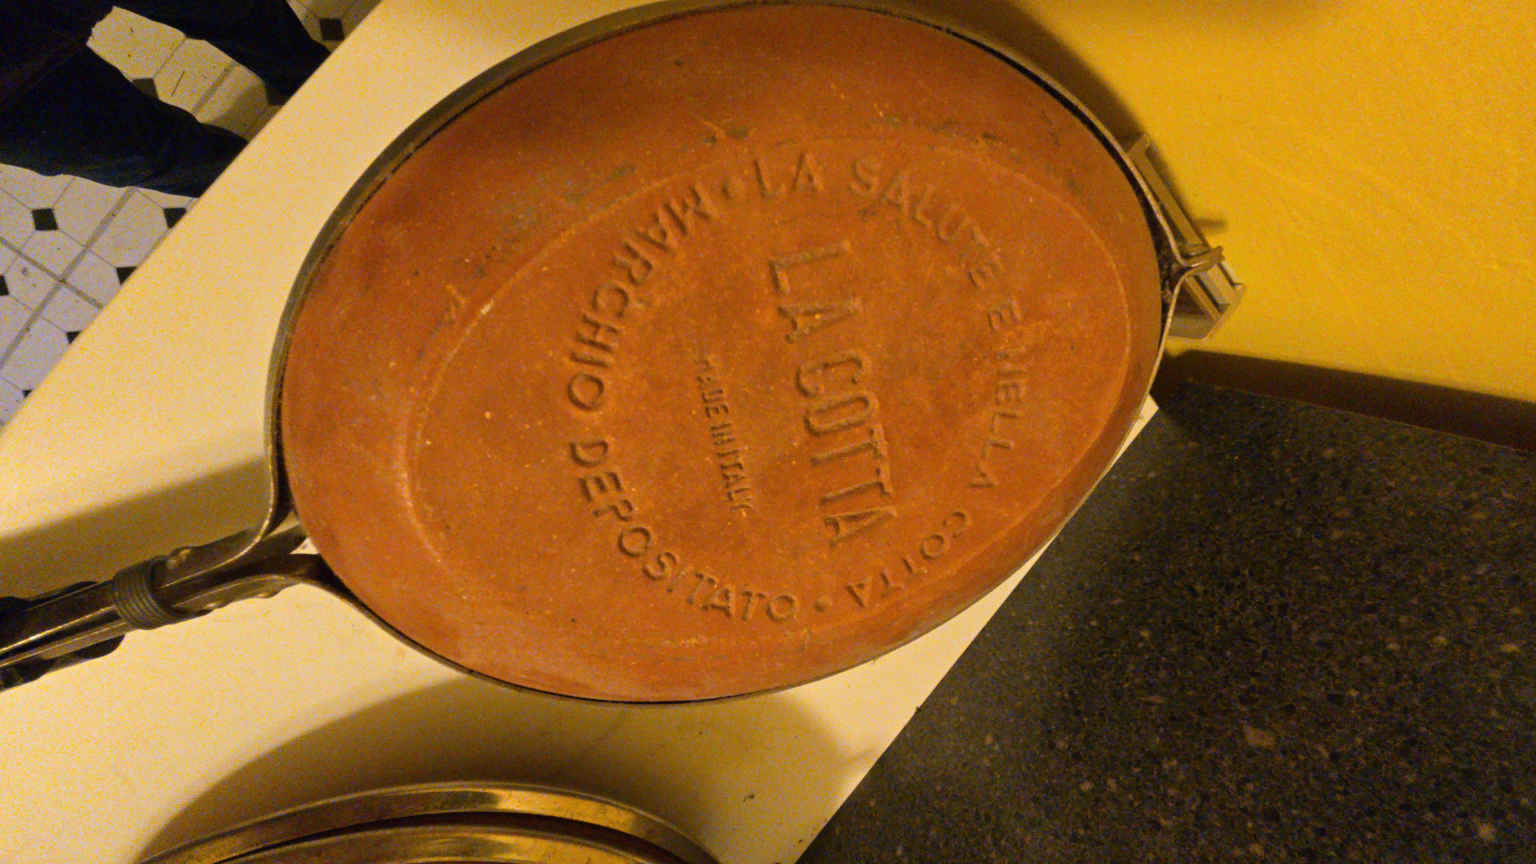 LA SALUTE È NELLA COTTA
LA COTTA
MADE IN ITALY
MARCHIO DEPOSITATO